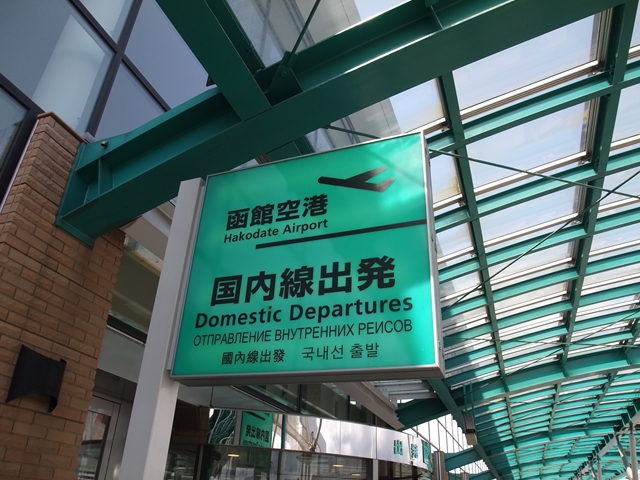 函館空港
Hakodate Airport
国内線出発
Domestic Departures
ОТПРАВЛЕНИЕ ВНУТРЕННИХ РЕИСОВ
國內線出發 국내선 출발